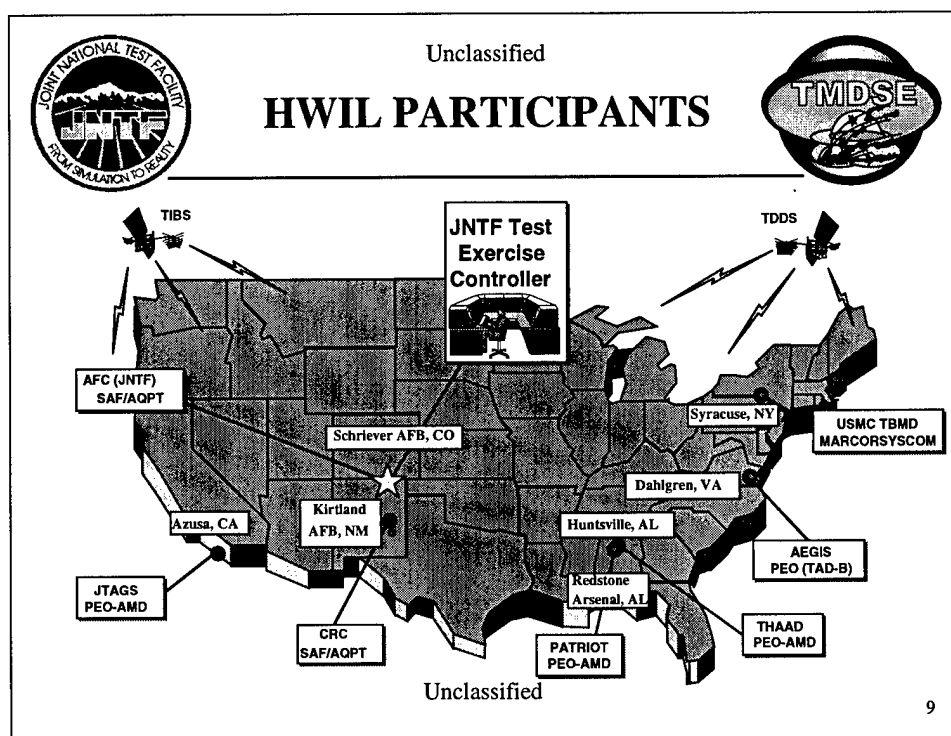 Unclassified
HWIL PARTICIPANTS
JOINT NATIONAL TEST FACILITY
JNTF
FROM SIMULATION TO REALITY
TMDSE
TIBS
TDDS
JNTF Test
Exercise
Controller
AFC (JNTF)
SAF/AQPT
Schriever AFB, CO
Syracuse, NY
USMC TBMD
MARCORSYSCOM
Dahlgren, VA
Azusa, CA
Kirtland
AFB, NM
Huntsville, AL
AEGIS
PEO (TAD-B)
JTAGS
PEO-AMD
Redstone
Arsenal, AL
CRC
SAF/AQPT
PATRIOT
PEO-AMD
THAAD
PEO-AMD
Unclassified
9